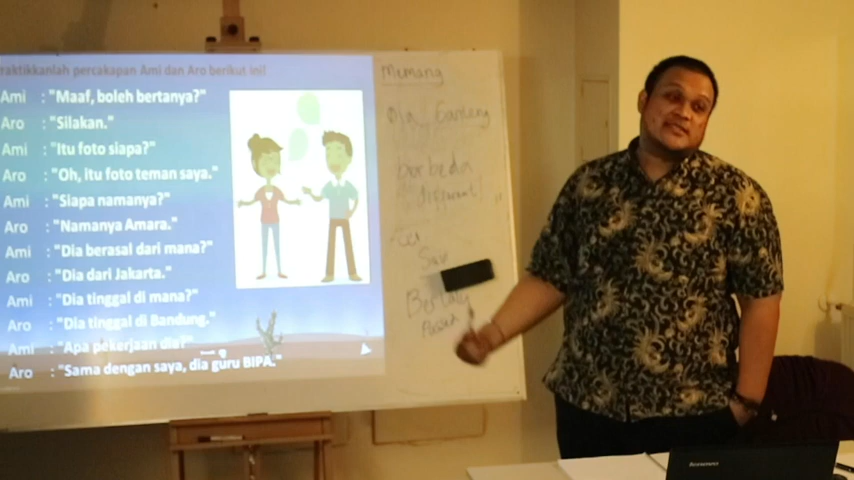 raktikkanlah percakapan Ami dan Aro berikut ini!
Ami : "Maaf, boleh bertanya?"
Aro : "Silakan."
Ami : "Itu foto siapa?"
Aro : "Oh, itu foto teman saya."
Ami : "Siapa namanya?"
Aro : "Namanya Amara."
Ami : "Dia berasal dari mana?"
Aro : "Dia dari Jakarta."
Ami : "Dia tinggal di mana?"
Aro : "Dia tinggal di Bandung."
Ami : "Apa pekerjaan dia?"
Aro : "Sama dengan saya, dia guru BIPA."
Memang
Ganteng
berbeda
different
lenovo